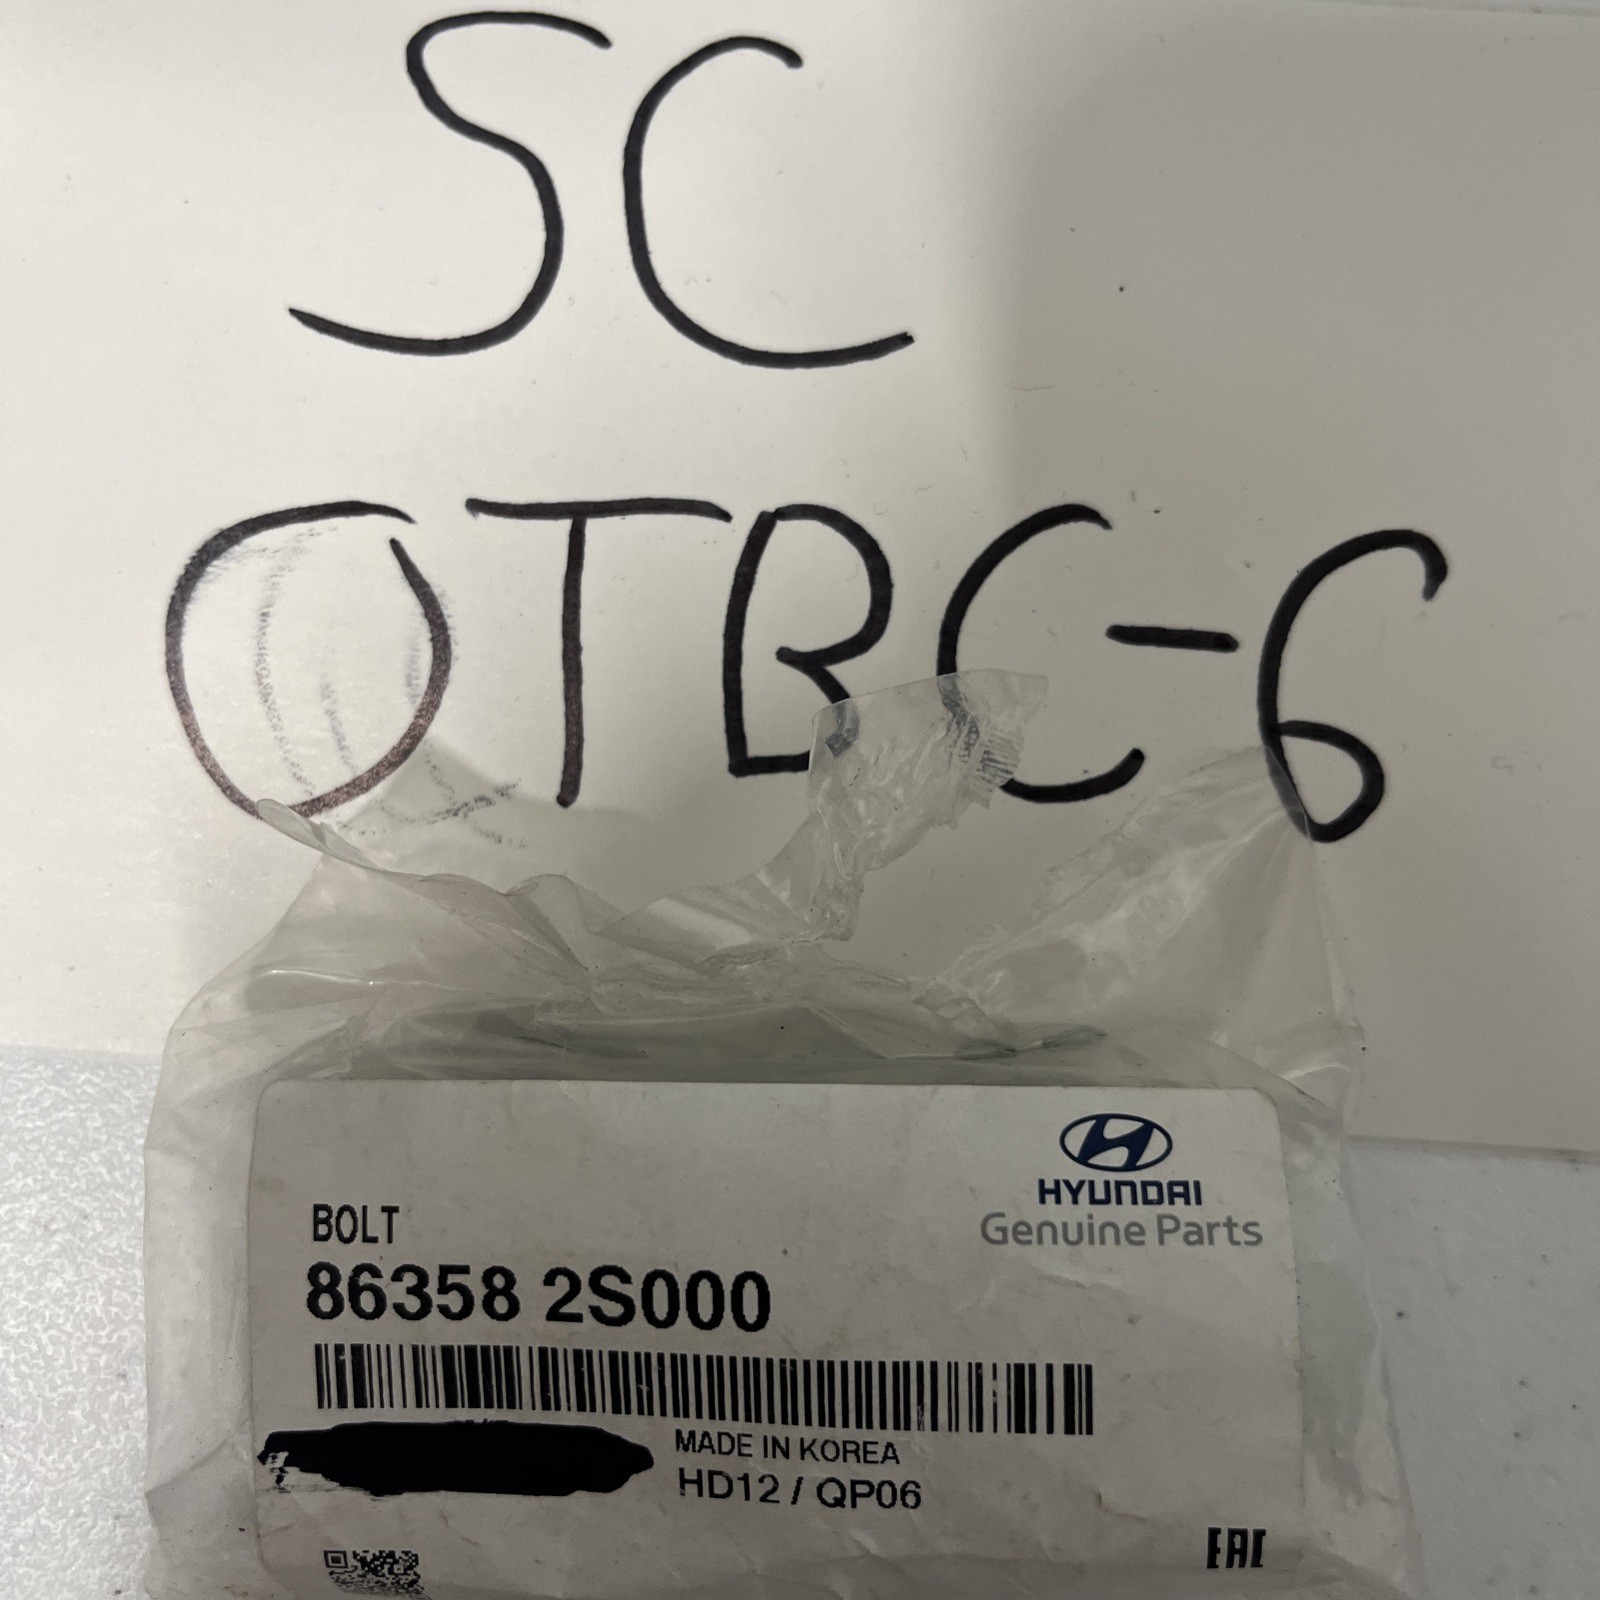 SC
OTBC-6
HYUNDAI
Genuine Parts
BOLT
86358 2S000
MADE IN KOREA
HD12 / QP06
EAC